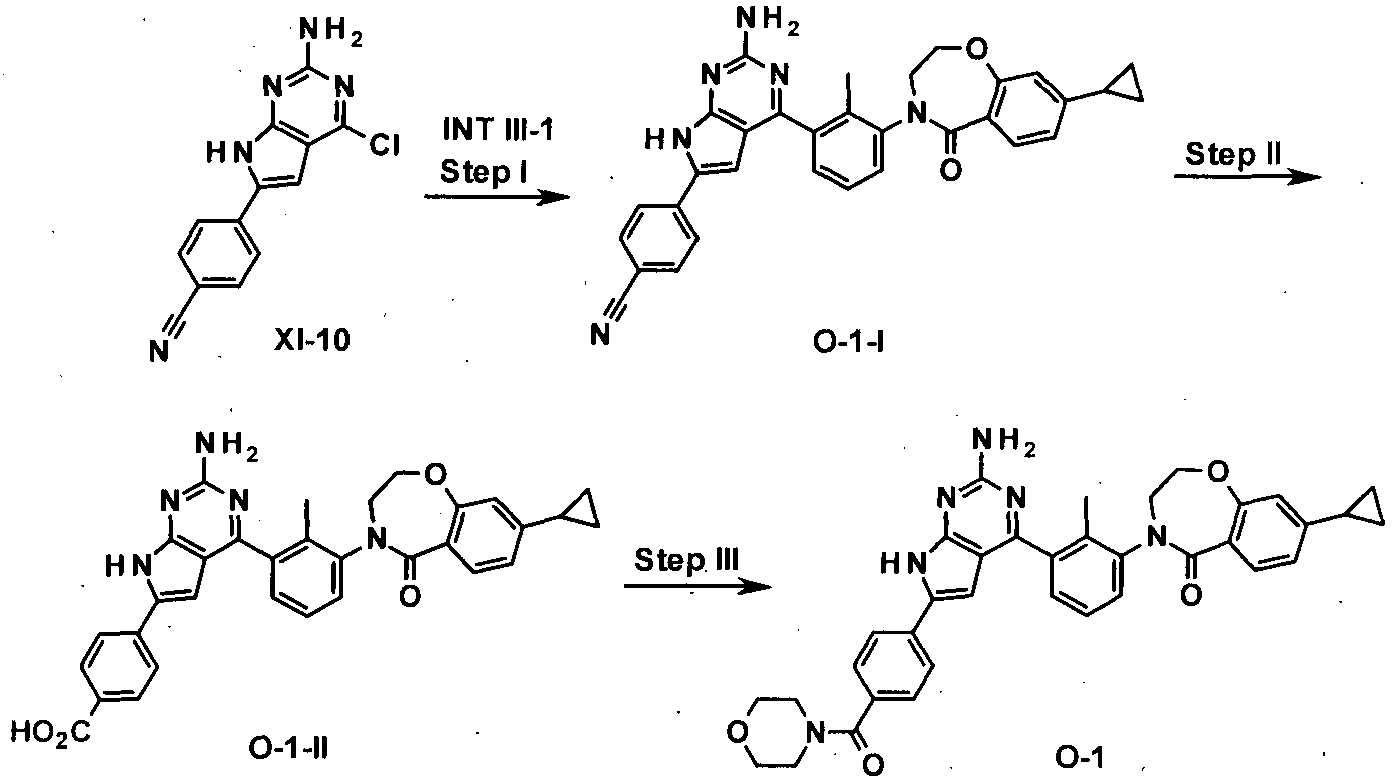 NH2
N N
HN
Cl
N
XI-10
INT III-1
Step I
NH2
N N
HN
N
O
O
N
O-1-I
Step II
NH2
N N
HN
N
O
O
HO2C
O-1-II
Step III
NH2
N N
HN
N
O
O
O
N
O
O-1